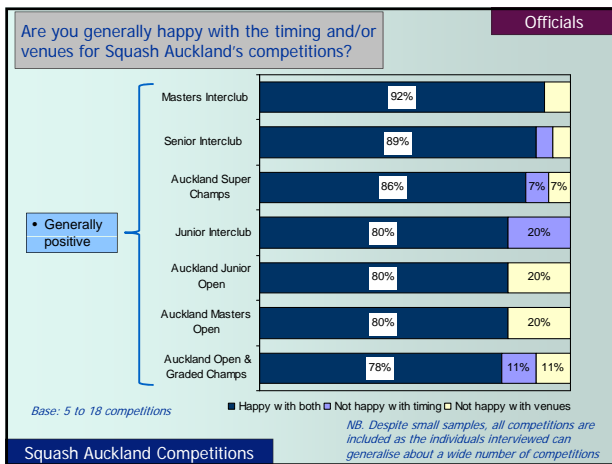 Are you generally happy with the timing and/or
venues for Squash Auckland's competitions?
Officials
Masters Interclub
92%
Senior Interclub
89%
Auckland Super
Champs
86%
7%
7%
• Generally
positive
Junior Interclub
80%
20%
Auckland Junior
Open
80%
20%
Auckland Masters
Open
80%
20%
Auckland Open &
Graded Champs
78%
11%
11%
Happy with both Not happy with timing Not happy with venues
Base: 5 to 18 competitions
NB. Despite small samples, all competitions are
included as the individuals interviewed can
generalise about a wide number of competitions
Squash Auckland Competitions